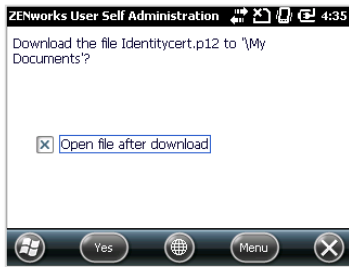 ZENworks User Self Administration 4:35
Download the file Identitycert.p12 to '\My
Documents'?
Open file after download
Yes Menu